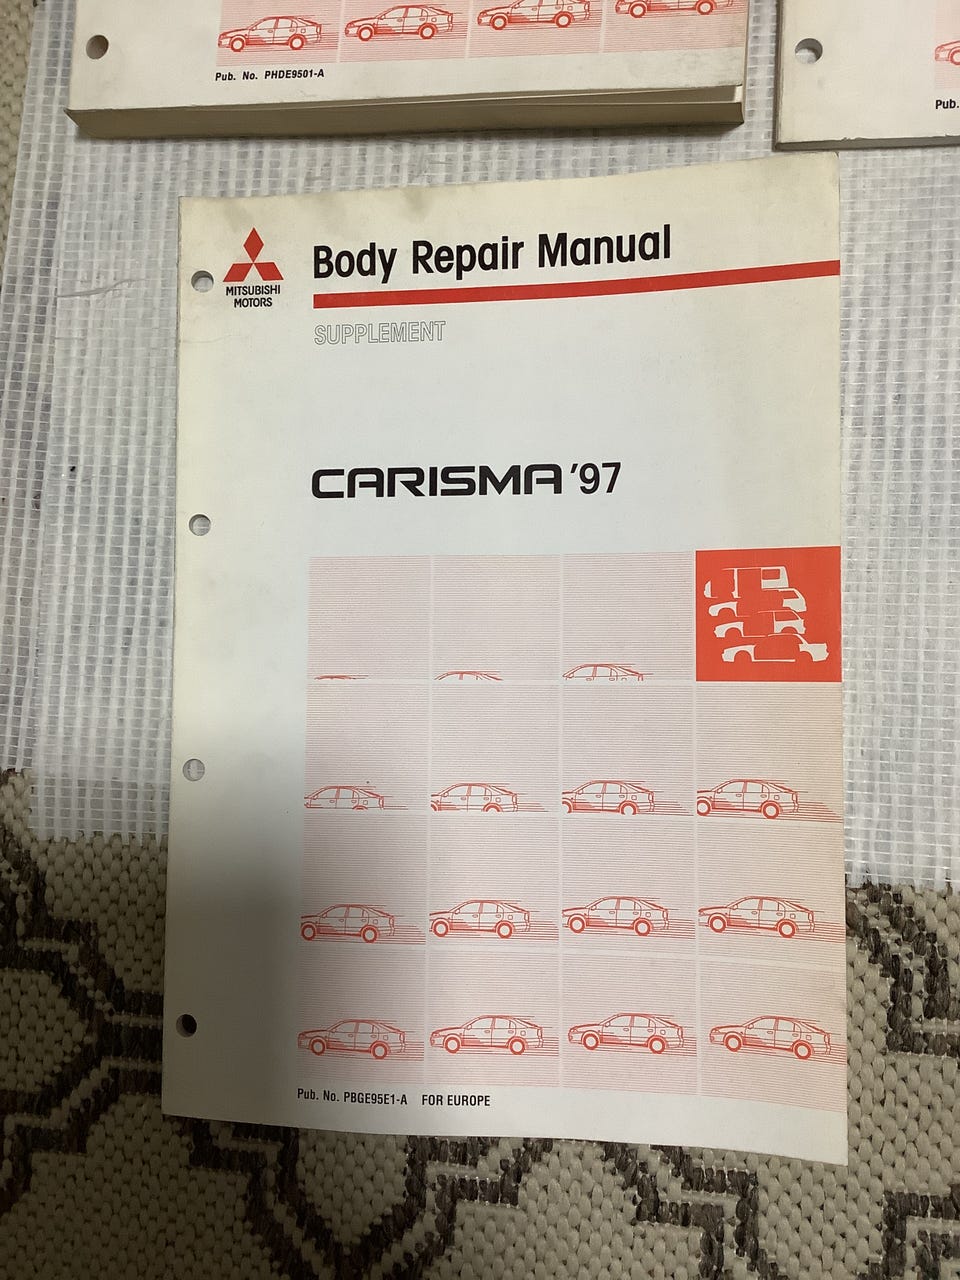 Pub. No. PHDE9501-A
Pub.
MITSUBISHI
MOTORS
Body Repair Manual
SUPPLEMENT
CARISMA '97
Pub. No. PBGE95E1-A FOR EUROPE